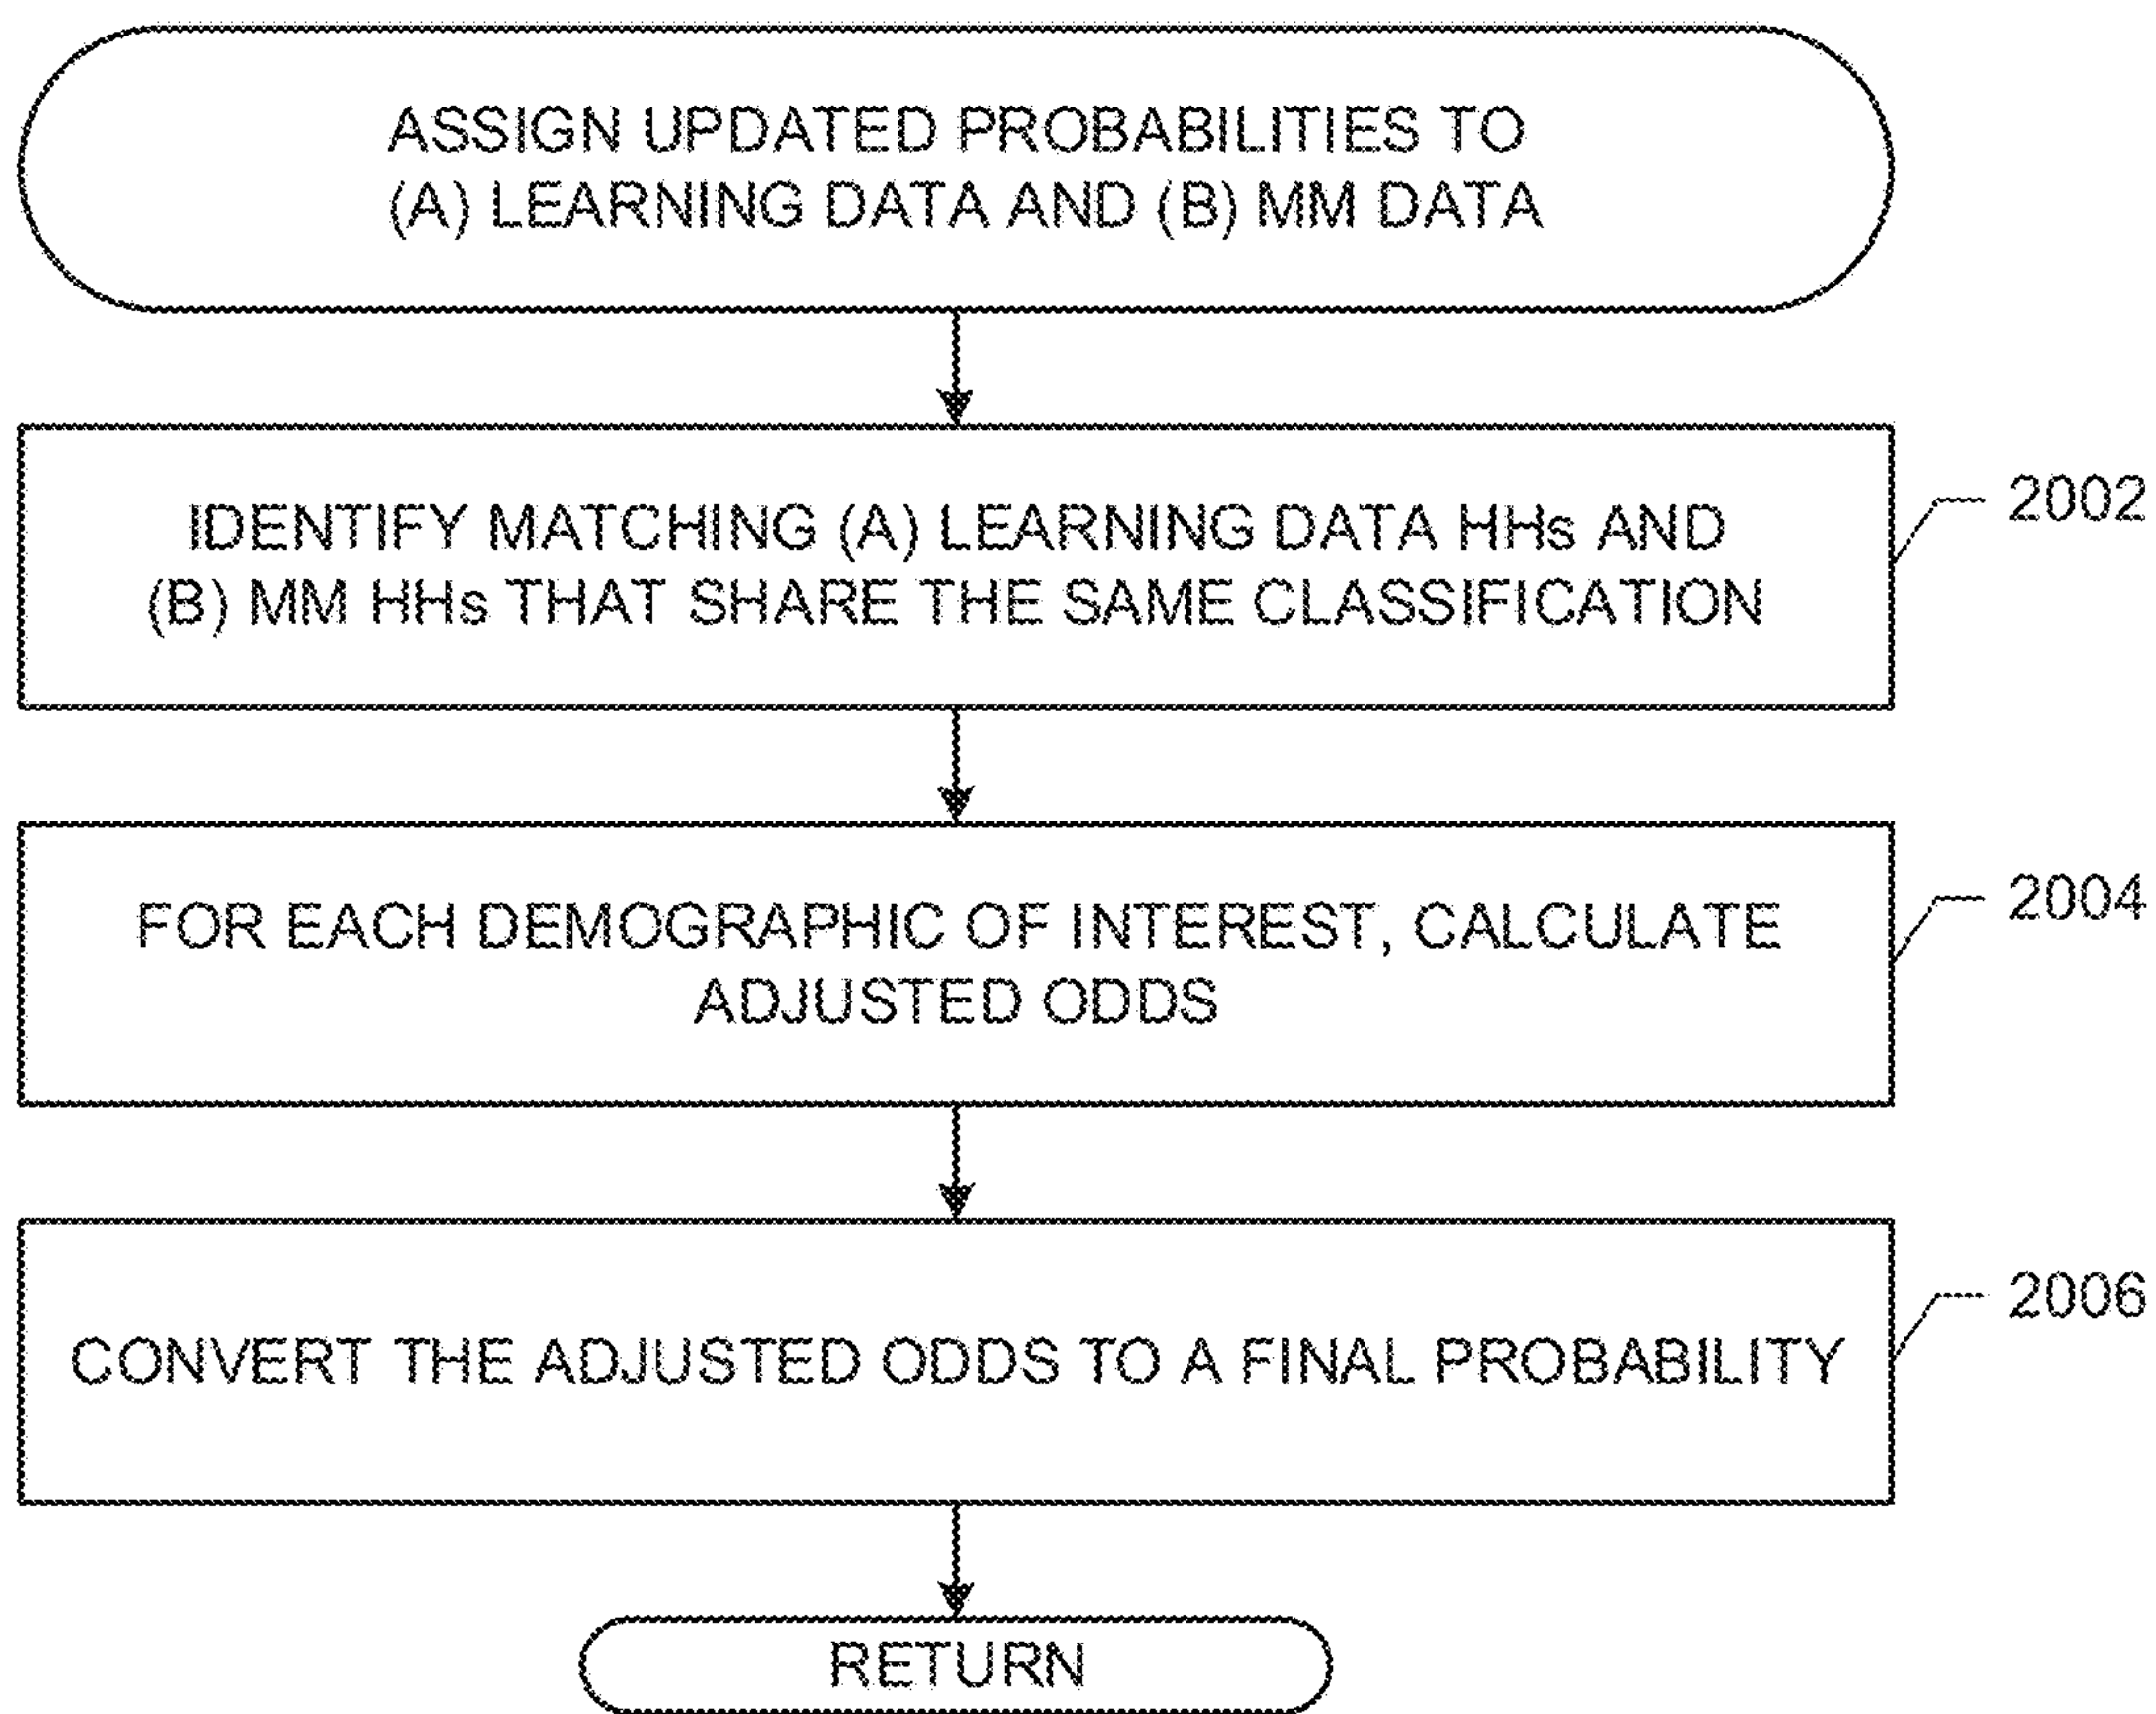 ASSIGN UPDATED PROBABILITIES TO
(A) LEARNING DATA AND (B) MM DATA
IDENTIFY MATCHING (A) LEARNING DATA HHs AND
(B) MM HHs THAT SHARE THE SAME CLASSIFICATION
2002
FOR EACH DEMOGRAPHIC OF INTEREST, CALCULATE
ADJUSTED ODDS
2004
CONVERT THE ADJUSTED ODDS TO A FINAL PROBABILITY
2006
RETURN